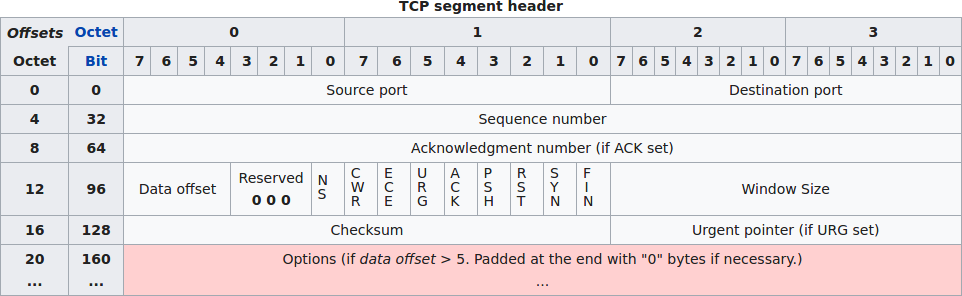 TCP segment header
Offsets Octet 0 1 2 3
Octet Bit 7 6 5 4 3 2 1 0 7 6 5 4 3 2 1 0 7 6 5 4 3 2 1 0 7 6 5 4 3 2 1 0
0 0 Source port Destination port
4 32 Sequence number
8 64 Acknowledgment number (if ACK set)
12 96 Data offset Reserved 0 0 0 NS CWR ECE URG ACK PSH RST SYN FIN Window Size
16 128 Checksum Urgent pointer (if URG set)
20 160 Options (if data offset > 5. Padded at the end with "0" bytes if necessary.)
... ... ...